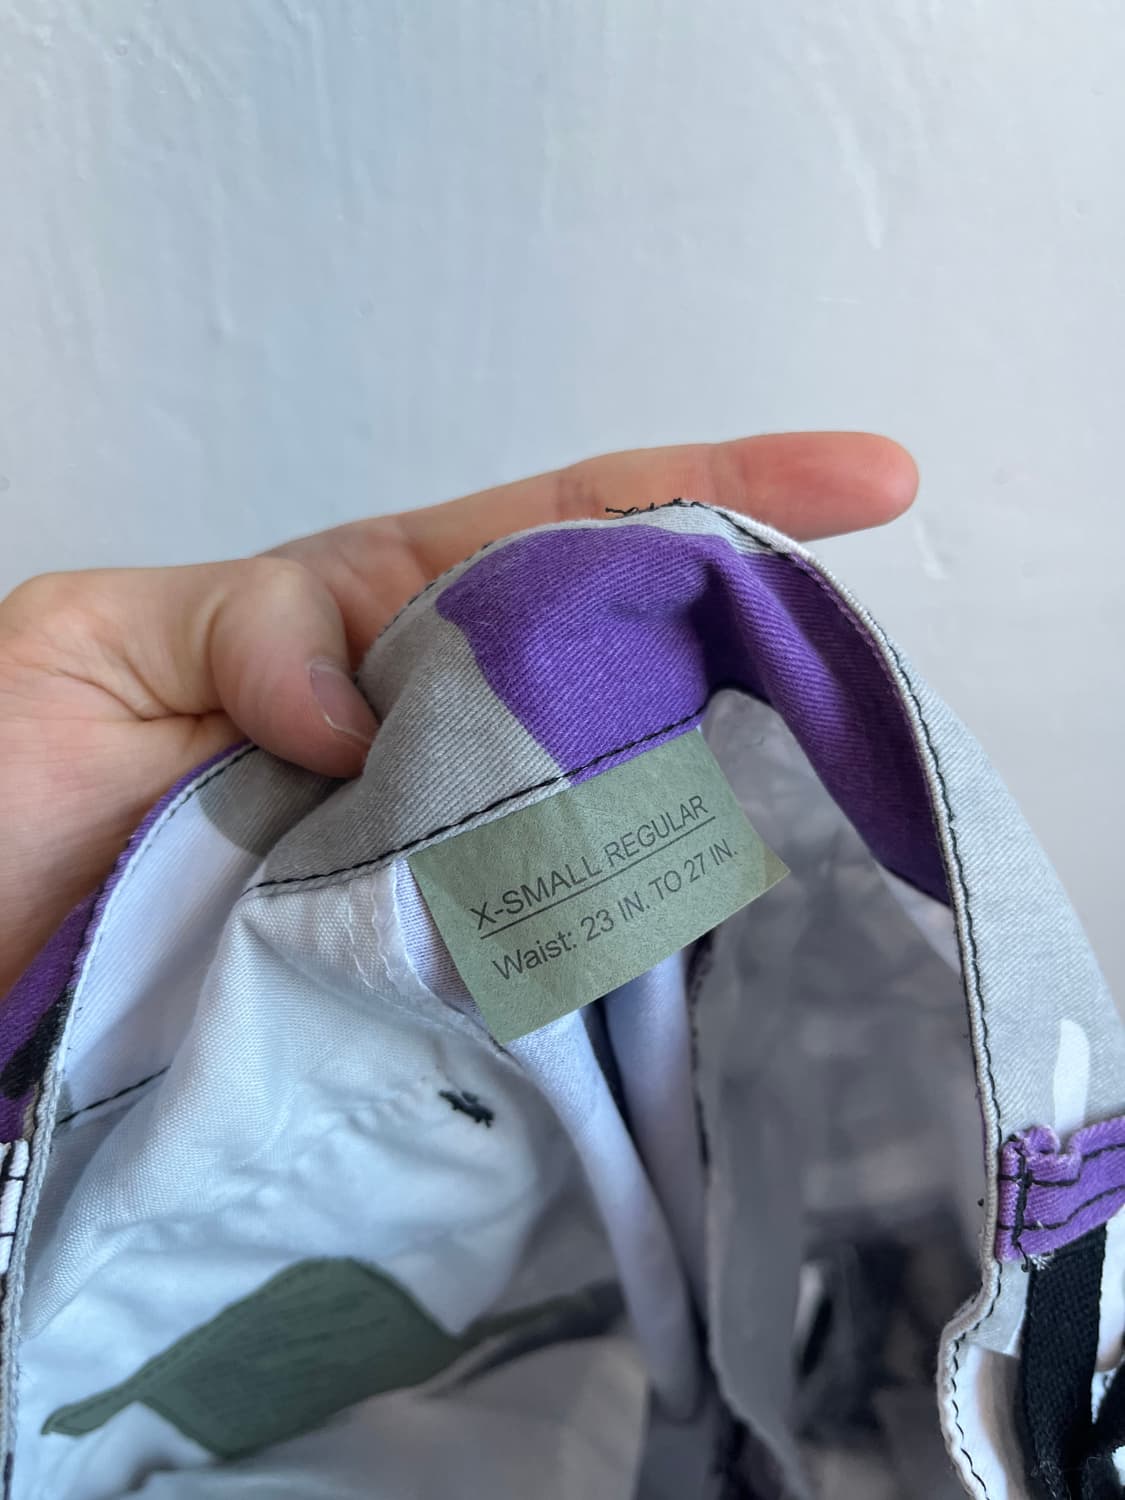 X-SMALL REGULAR
Waist: 23 IN. TO 27 IN.